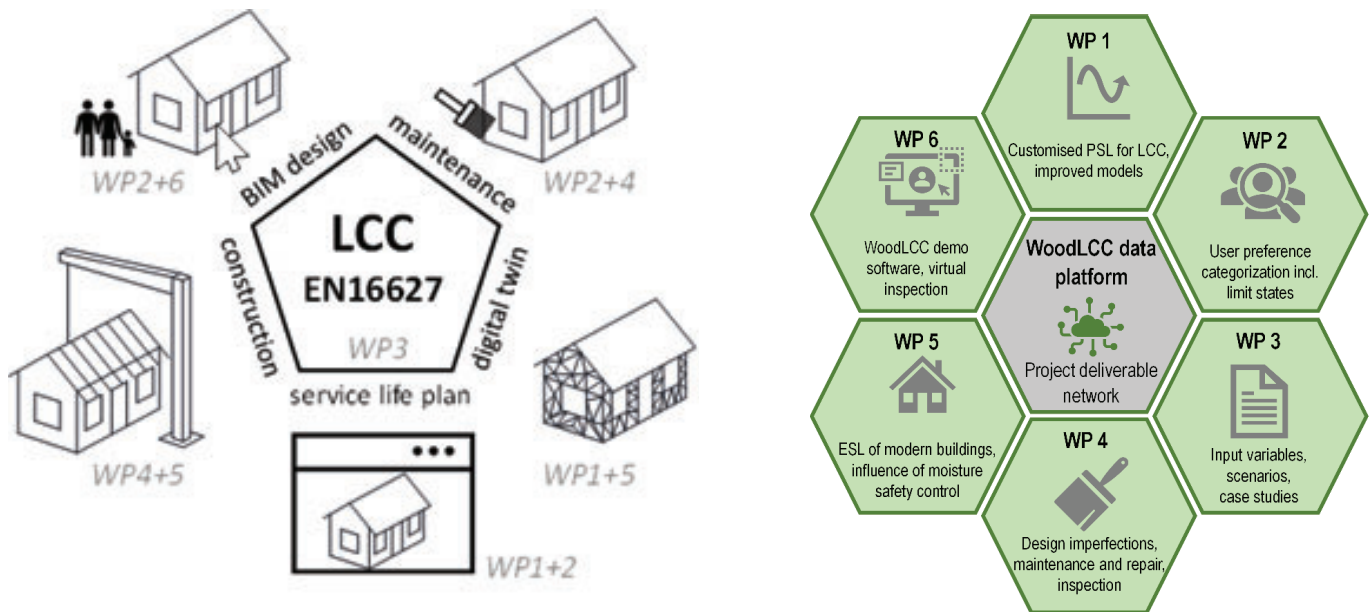 WP2+6
BIM design
maintenance
WP2+4
LCC
EN16627
construction
digital twin
WP3
service life plan
WP4+5
WP1+5
WP1+2
WP 1
Customised PSL for LCC,
improved models
WP 6
WoodLCC demo
software, virtual
inspection
WP 2
User preference
categorization incl.
limit states
WoodLCC data
platform
Project deliverable
network
WP 5
ESL of modern buildings,
influence of moisture
safety control
WP 3
Input variables,
scenarios,
case studies
WP 4
Design imperfections,
maintenance and repair,
inspection